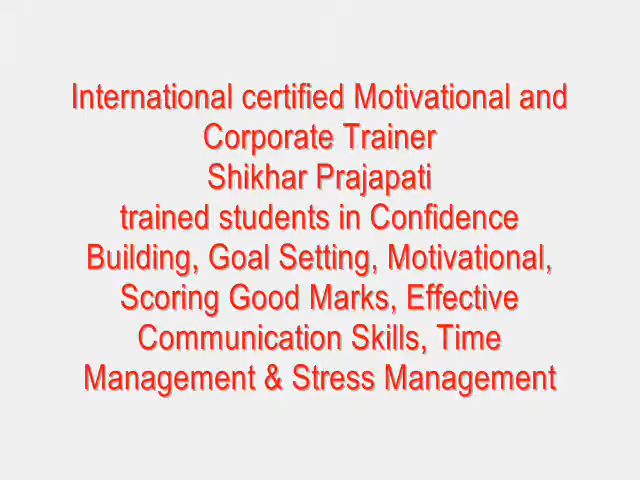 International certified Motivational and
Corporate Trainer
Shikhar Prajapati
trained students in Confidence
Building, Goal Setting, Motivational,
Scoring Good Marks, Effective
Communication Skills, Time
Management & Stress Management